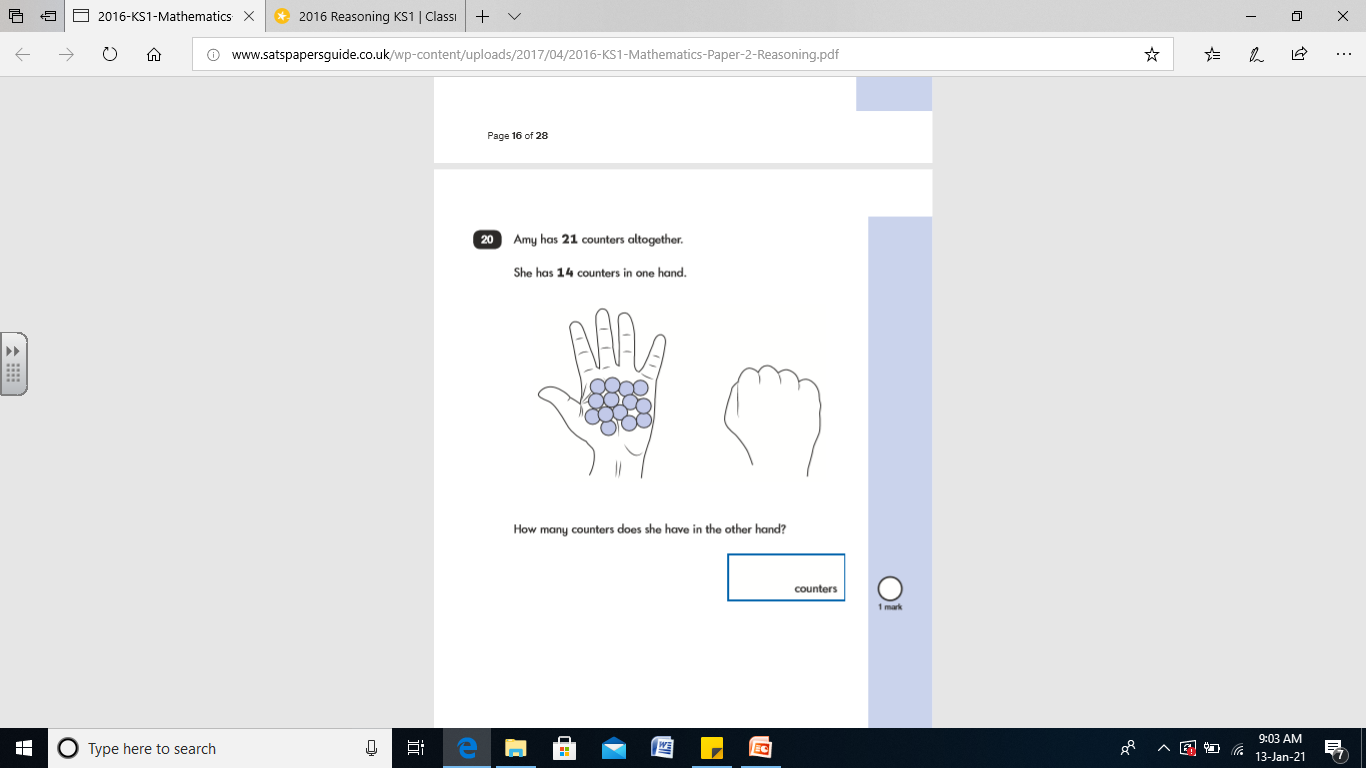 2016-KS1-Mathematics-
2016 Reasoning KS1 | Classr
www.satspapersguide.co.uk/wp-content/uploads/2017/04/2016-KS1-Mathematics-Paper-2-Reasoning.pdf
Page 16 of 28
20 Amy has 21 counters altogether.
She has 14 counters in one hand.
How many counters does she have in the other hand?
counters
1 mark
Type here to search
9:03 AM
13-Jan-21
7